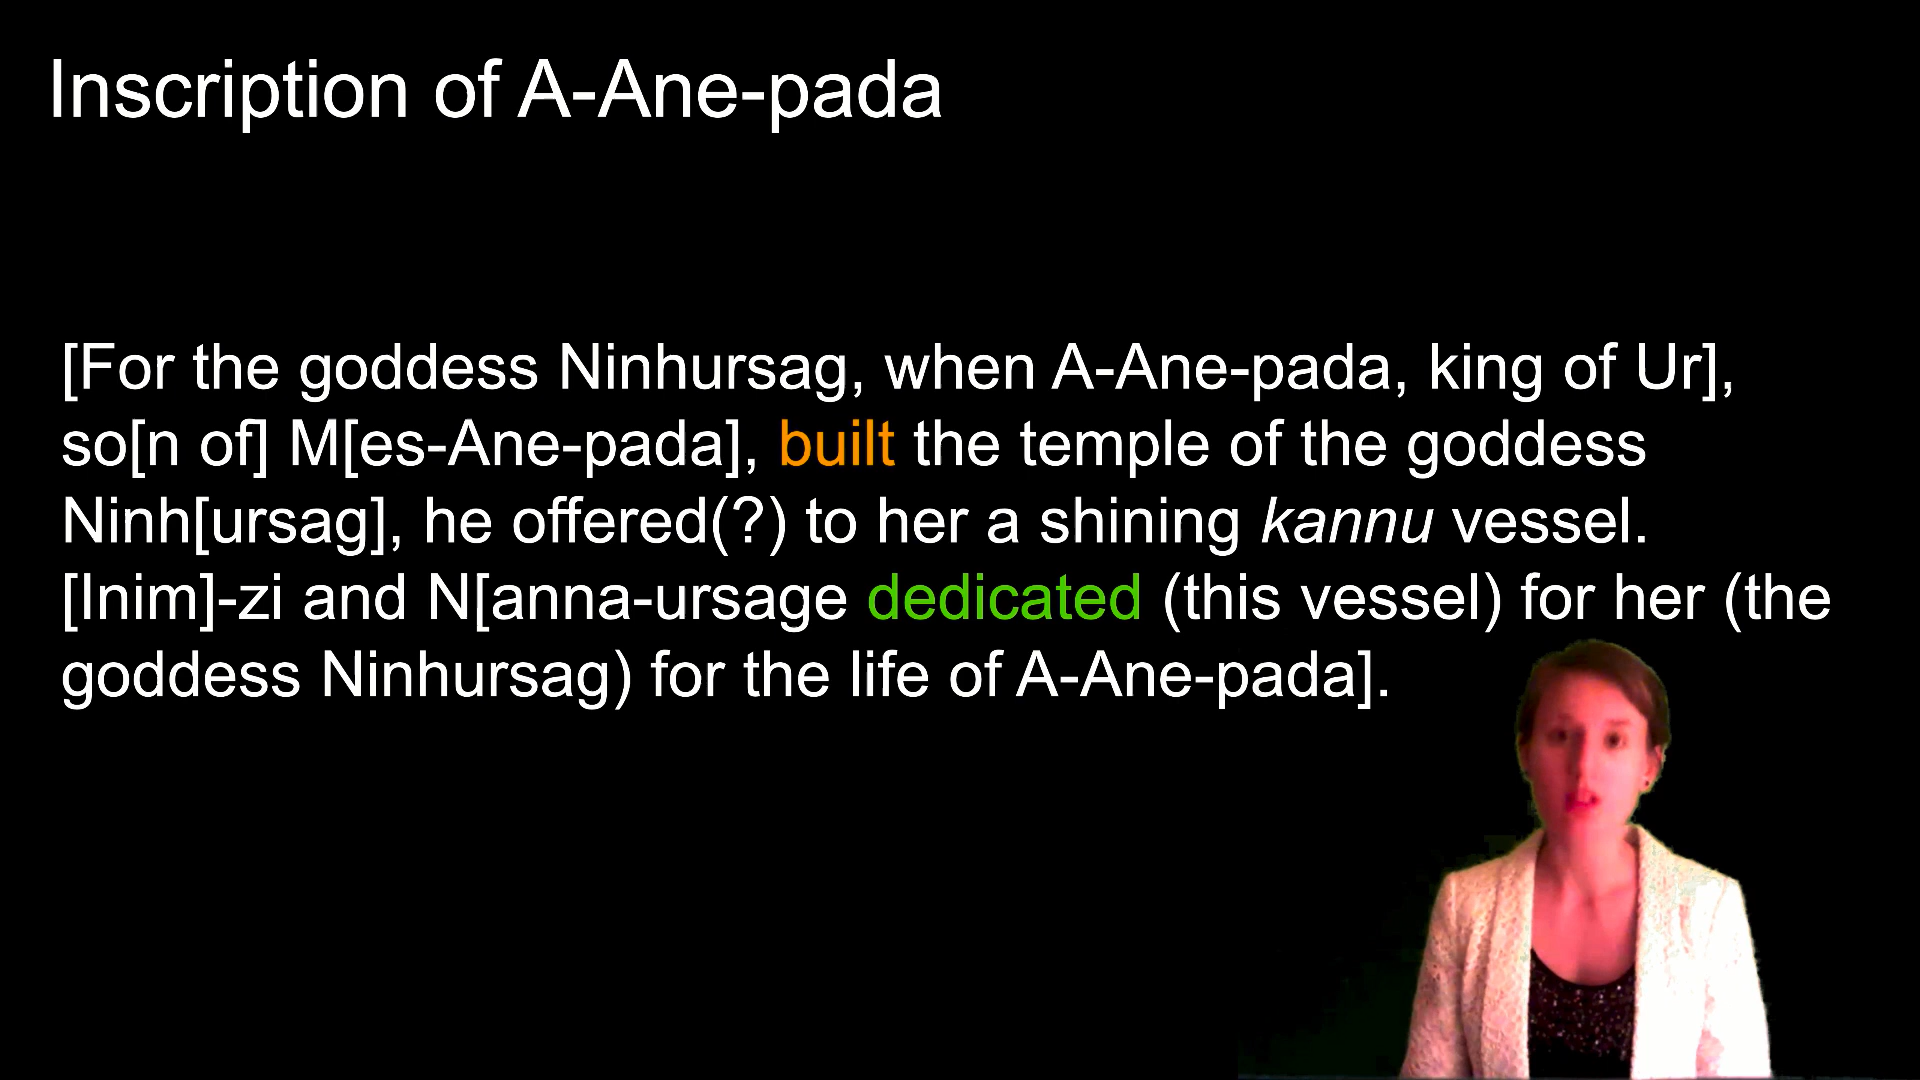 Inscription of A-Ane-pada
[For the goddess Ninhursag, when A-Ane-pada, king of Ur],
so[n of] M[es-Ane-pada], built the temple of the goddess
Ninh[ursag], he offered(?) to her a shining kannu vessel.
[Inim]-zi and N[anna-ursage dedicated (this vessel) for her (the
goddess Ninhursag) for the life of A-Ane-pada].